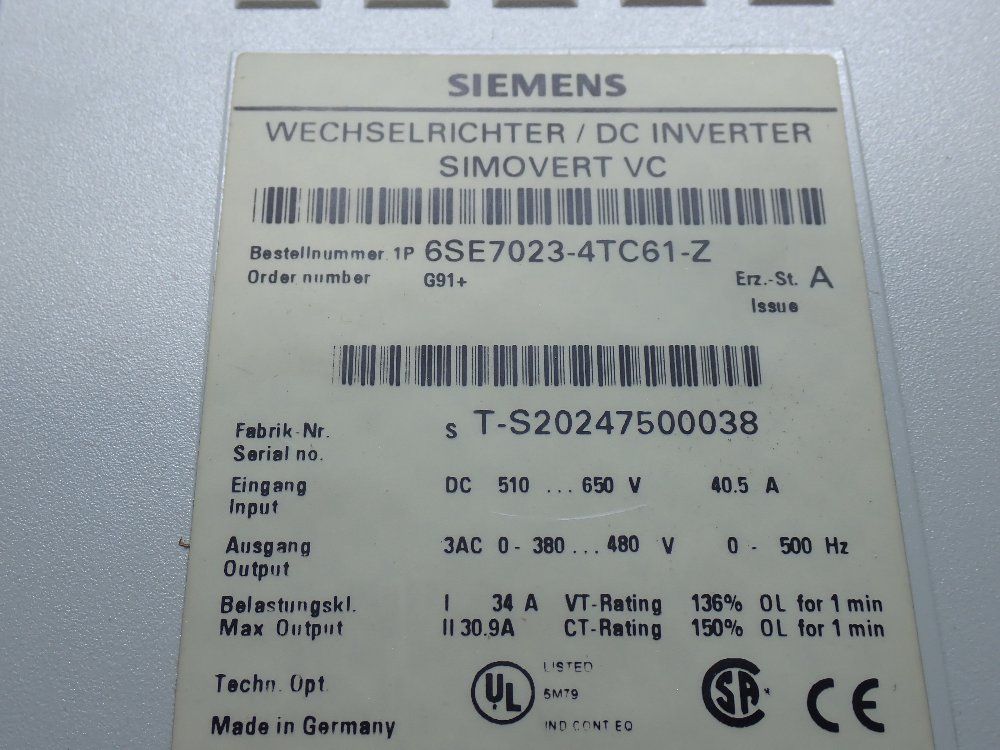 SIEMENS
WECHSELRICHTER / DC INVERTER
SIMOVERT VC
Bestellnummer 1P 6SE7023-4TC61-Z
Order number G91+ Erz.-St. A
Issue
Fabrik-Nr. S T-S20247500038
Serial no.
Eingang DC 510 ... 650 V 40.5 A
Input
Ausgang 3AC 0 - 380 ... 480 V 0 - 500 Hz
Output
Belastungskl. I 34 A VT-Rating 136% OL for 1 min
Max Output II 30.9A CT-Rating 150% OL for 1 min
Techn. Opt.
Made in Germany
UL LISTED
5M79
IND CONT EQ
SA
CE